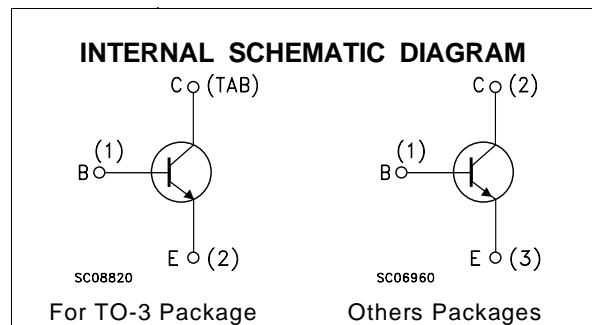 INTERNAL SCHEMATIC DIAGRAM
C (TAB)
C (2)
(1)
B
(1)
B
E (2)
E (3)
SC08820
SC06960
For TO-3 Package
Others Packages